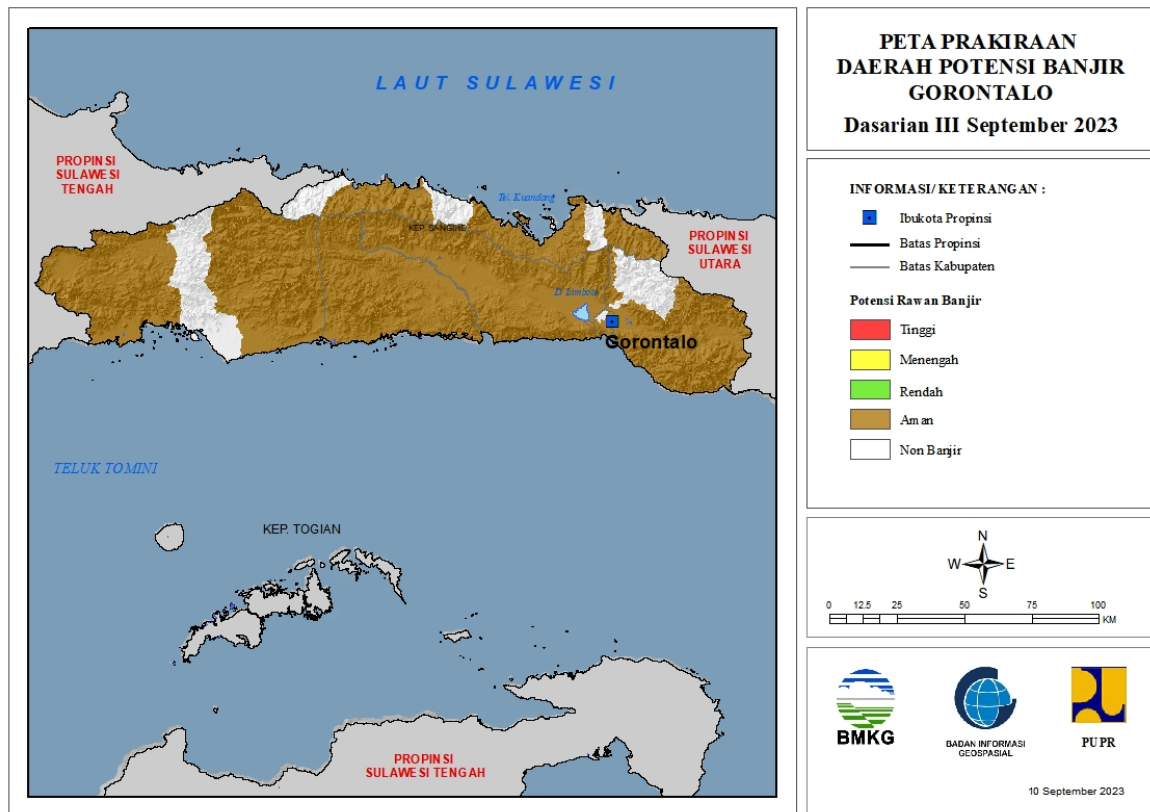 LAUT SULAWESI
PROPINSI
SULAWESI
TENGAH
Tel. Kuandang
KEP. SANGIHE
PROPINSI
SULAWESI
UTARA
D. Limboto
Gorontalo
TELUK TOMINI
KEP. TOGIAN
PROPINSI
SULAWESI TENGAH
PETA PRAKIRAAN
DAERAH POTENSI BANJIR
GORONTALO
Dasarian III September 2023
INFORMASI/ KETERANGAN :
Ibukota Propinsi
Batas Propinsi
Batas Kabupaten
Potensi Rawan Banjir
Tinggi
Menengah
Rendah
Aman
Non Banjir
N
W E
S
0 12.5 25 50 75 100
KM
BMKG
BADAN INFORMASI
GEOSPASIAL
PUPR
10 September 2023